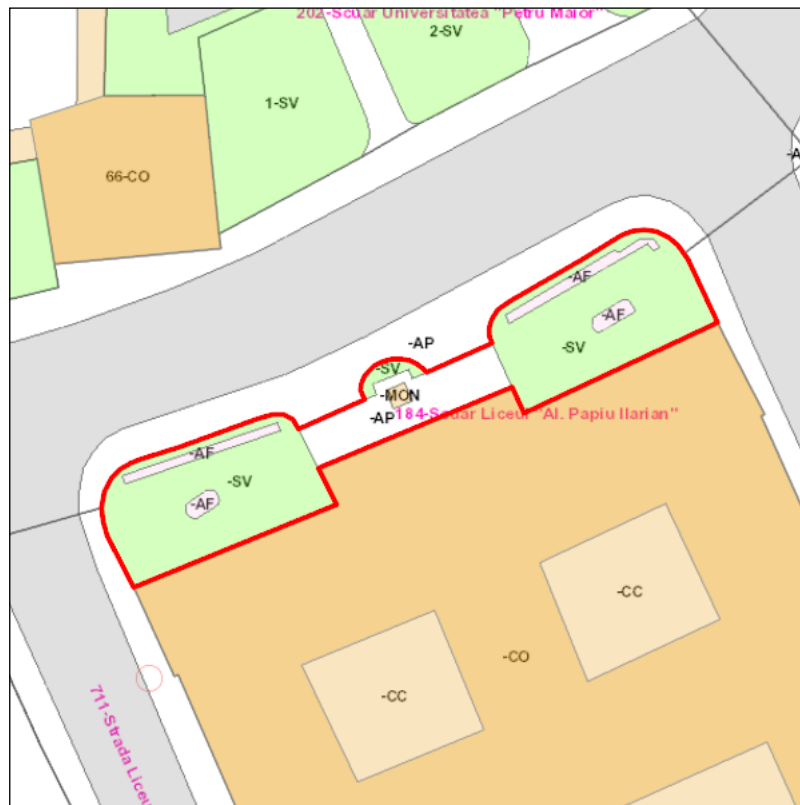 202-Scuar Universitatea "Petru Maior"
2-SV
1-SV
66-CO
-AF
-AF
-SV
-AP
-SV
-MON
-AP
184-Scuar Liceul "Al. Papiu Ilarian"
-AF
-SV
-AF
-CC
-CO
-CC
711-Strada